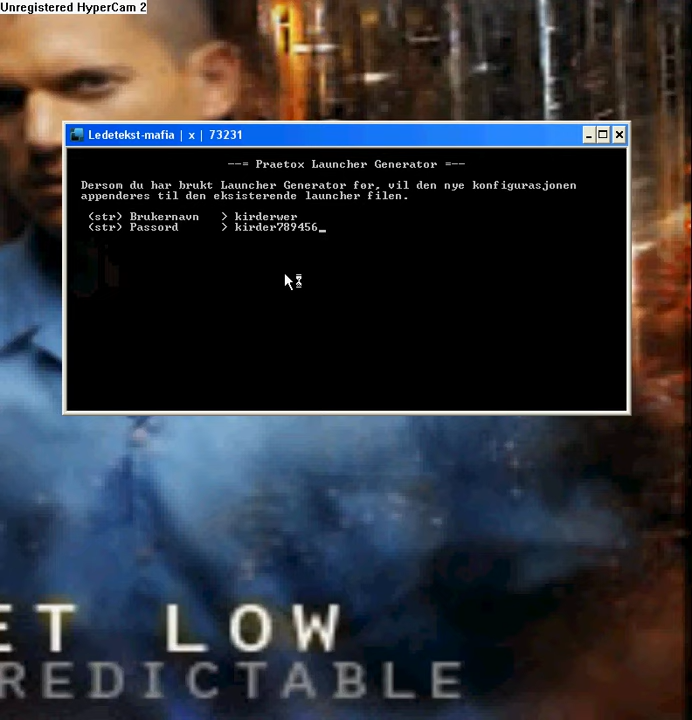 Unregistered HyperCam 2
Ledetekst-mafia | x | 73231
--= Praetox Launcher Generator =--
Dersom du har brukt Launcher Generator før, vil den nye konfigurasjonen
appenderes til den eksisterende launcher filen.
(str) Brukernavn > kirderwer
(str) Passord > kirder789456_
ET LOW
REDICTABLE